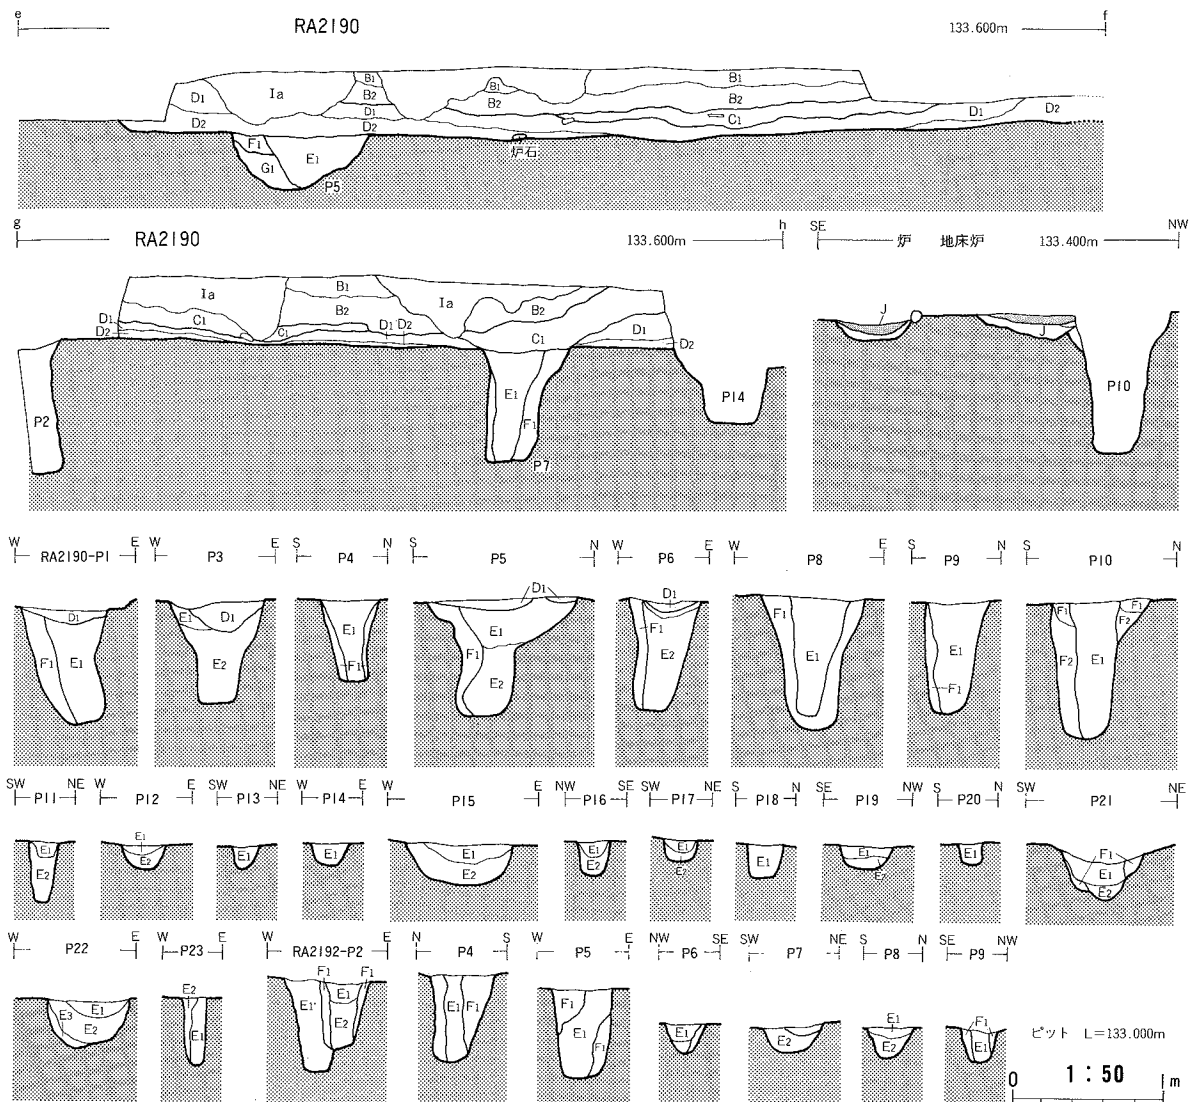 e RA2190 133.600m f
B1 B1
D1 Ia B2 B1 B2
B2
D1 C1 D1 D2
D2 D2
F1 E1 炉石
G1
P5
g RA2190 133.600m h
SE 炉 地床炉 133.400m NW
Ia B1 Ia B2
B2
D1 C1 C1 D1 D2 C1 D1
D2 D2
J J
P2 E1 F1 P14 P10
P7
W RA2190-P1 E W P3 E S P4 N S P5 N W P6 E W P8 E S P9 N S P10 N
D1 E1 D1 D1 D1 F1 F1
F1 E1 E2 E1 F1 E1 F1 E2 F1 E2 F1 E1 E1 F1 F2 E1 F2
SW P11 NE W P12 E SW P13 NE W P14 E W P15 E NW P16 SE SW P17 NE S P18 N SE P19 NW S P20 N SW P21 NE
E1 E2 E1 E2 E1 E1 E1 E2 E1 E2 E1 E2 E1 E1 E2 E1 F1 E1 E2
W P22 E W P23 E W RA2192-P2 E N P4 S W P5 E NW P6 SE SW P7 NE S P8 N SE P9 NW
E3 E1 E2 E2 E1 E1' F1 F1 E1 E2 E1 F1 F1 E1 F1 E1 E1 E2 E1 E2 F1 E1
ピット L=133.000m
0 1:50 1m